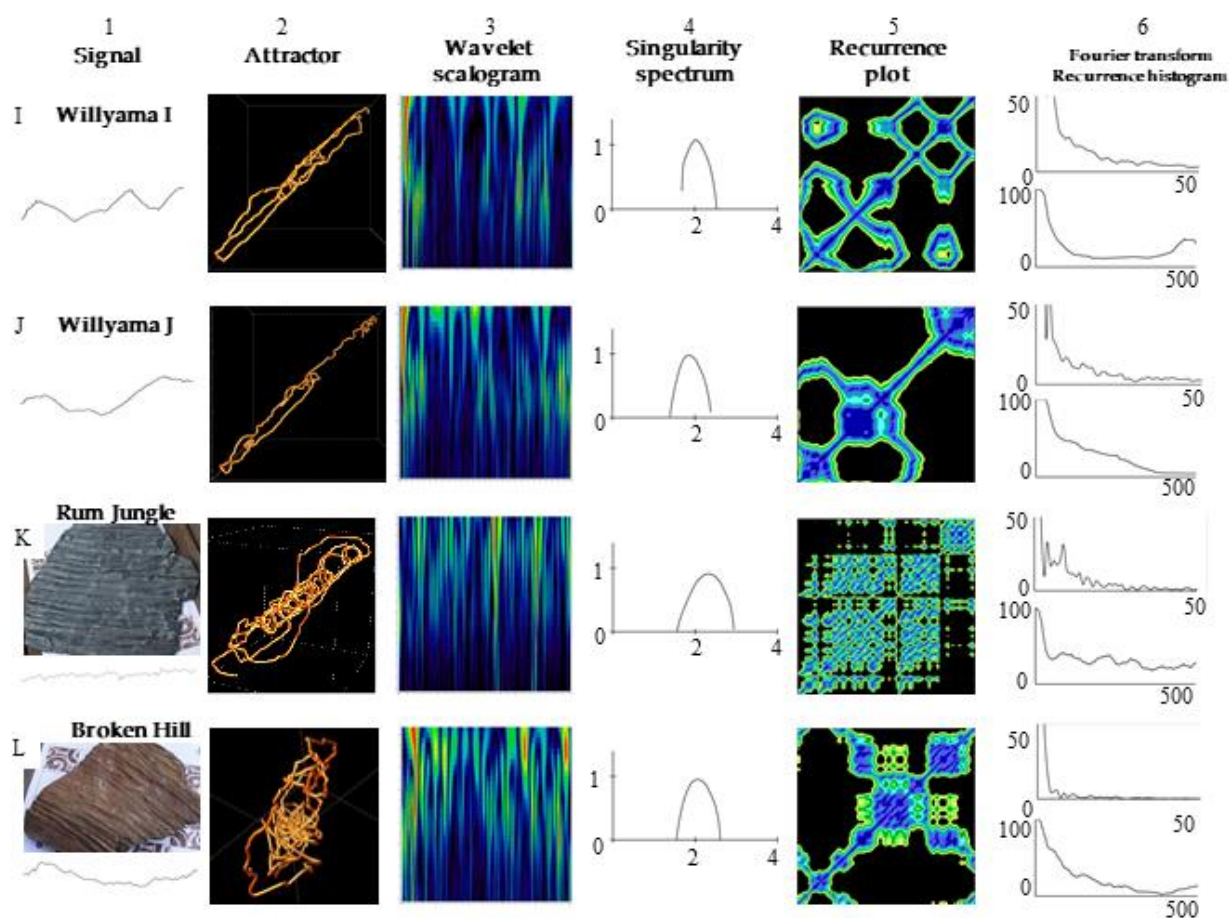 1
2
3
4
5
6
Signal
Attractor
Wavelet
scalogram
Singularity
spectrum
Recurrence
plot
Fourier transform
Recurrence histogram
I Willyama I
1
0
2 4
50
0
50
100
0
500
J Willyama J
1
0
2 4
50
0
50
100
0
500
Rum Jungle
K
1
0
2 4
50
0
50
100
0
500
Broken Hill
L
1
0
2 4
50
0
50
100
0
500